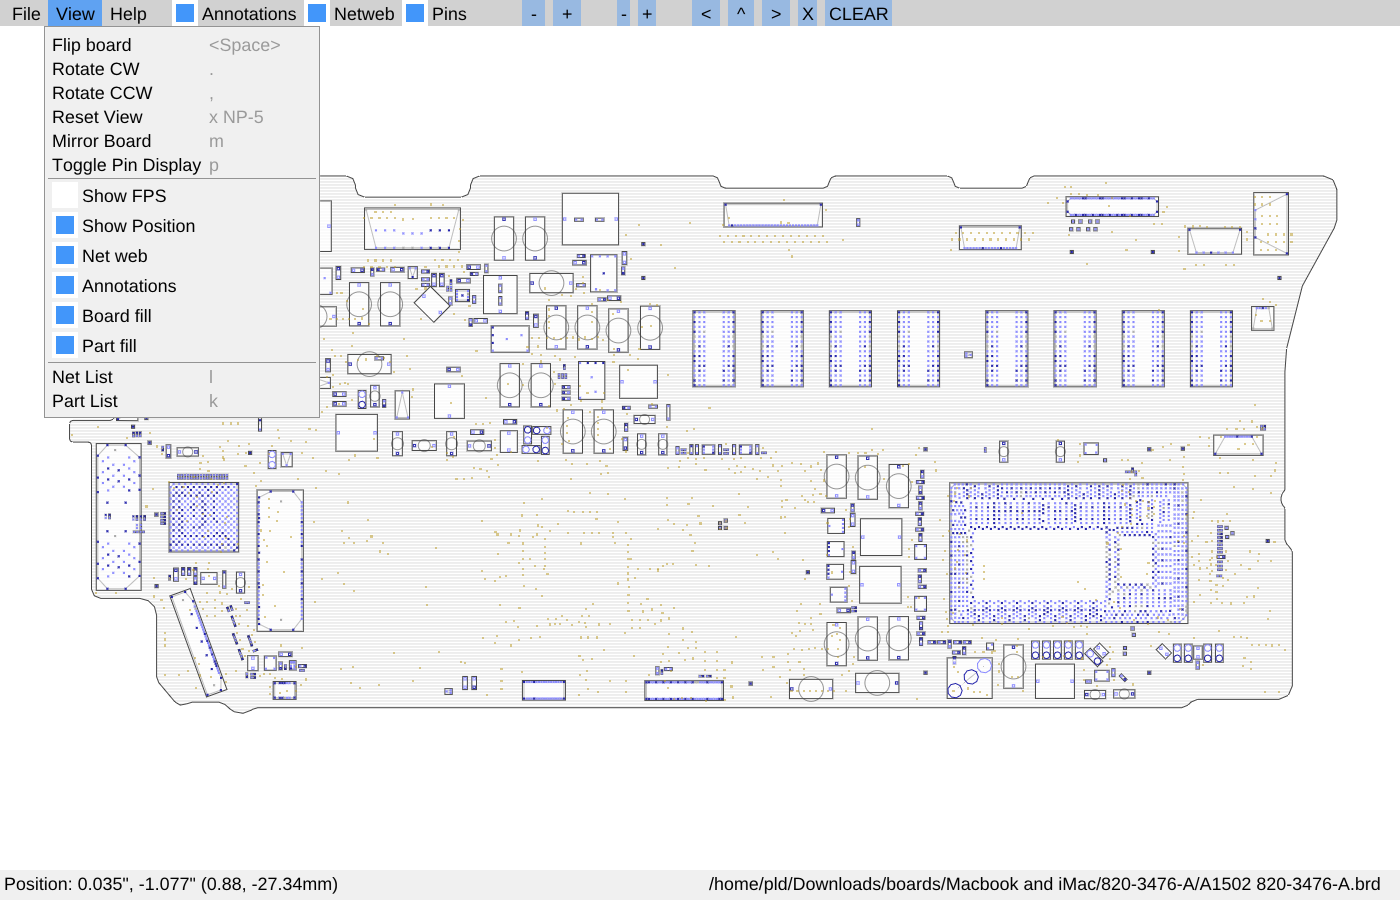 File View Help Annotations Netweb Pins - + - + < ^ > X CLEAR
Flip board <Space>
Rotate CW .
Rotate CCW ,
Reset View x NP-5
Mirror Board m
Toggle Pin Display p
Show FPS
Show Position
Net web
Annotations
Board fill
Part fill
Net List l
Part List k
Position: 0.035", -1.077" (0.88, -27.34mm) /home/pld/Downloads/boards/Macbook and iMac/820-3476-A/A1502 820-3476-A.brd